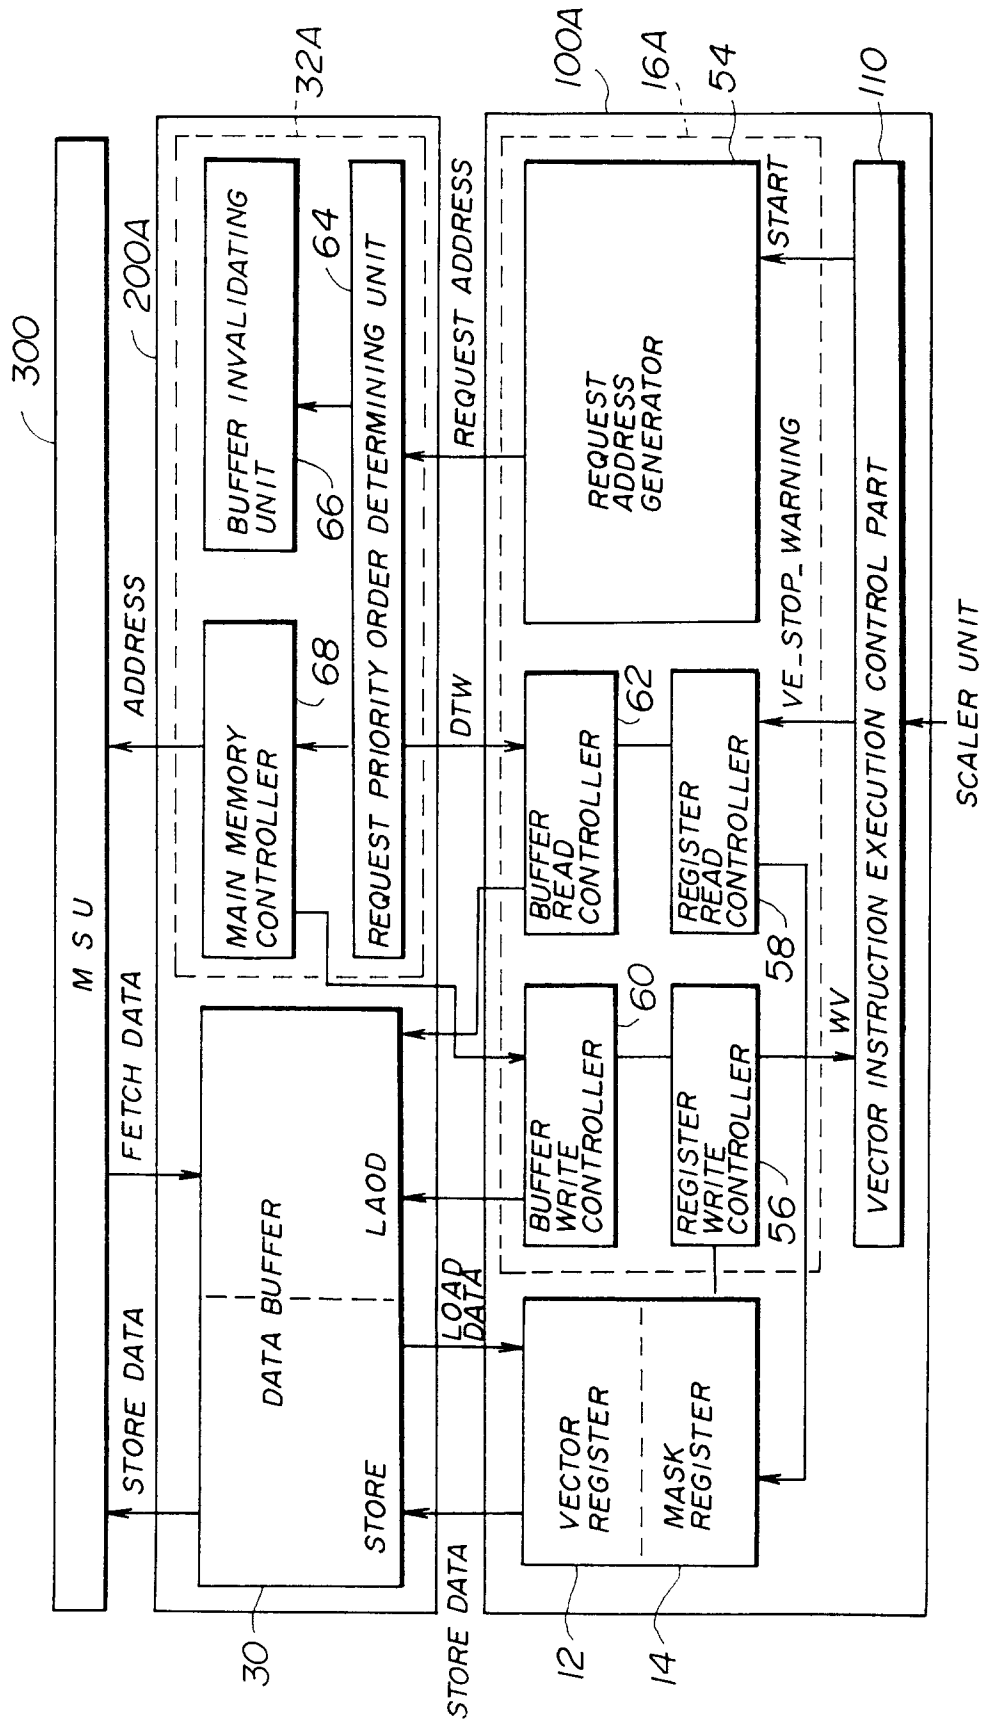 300
M S U
STORE DATA
FETCH DATA
ADDRESS
200A
30
DATA BUFFER
STORE
LAOD
MAIN MEMORY
CONTROLLER
68
BUFFER INVALIDATING
UNIT
66
64
32A
REQUEST PRIORITY ORDER DETERMINING UNIT
STORE DATA
LOAD
DATA
DTW
REQUEST ADDRESS
100A
16A
12
VECTOR
REGISTER
14
MASK
REGISTER
BUFFER
WRITE
CONTROLLER
60
BUFFER
READ
CONTROLLER
62
REGISTER
WRITE
CONTROLLER
56
REGISTER
READ
CONTROLLER
58
REQUEST
ADDRESS
GENERATOR
54
WV
VE_STOP_WARNING
START
VECTOR INSTRUCTION EXECUTION CONTROL PART
110
SCALER UNIT